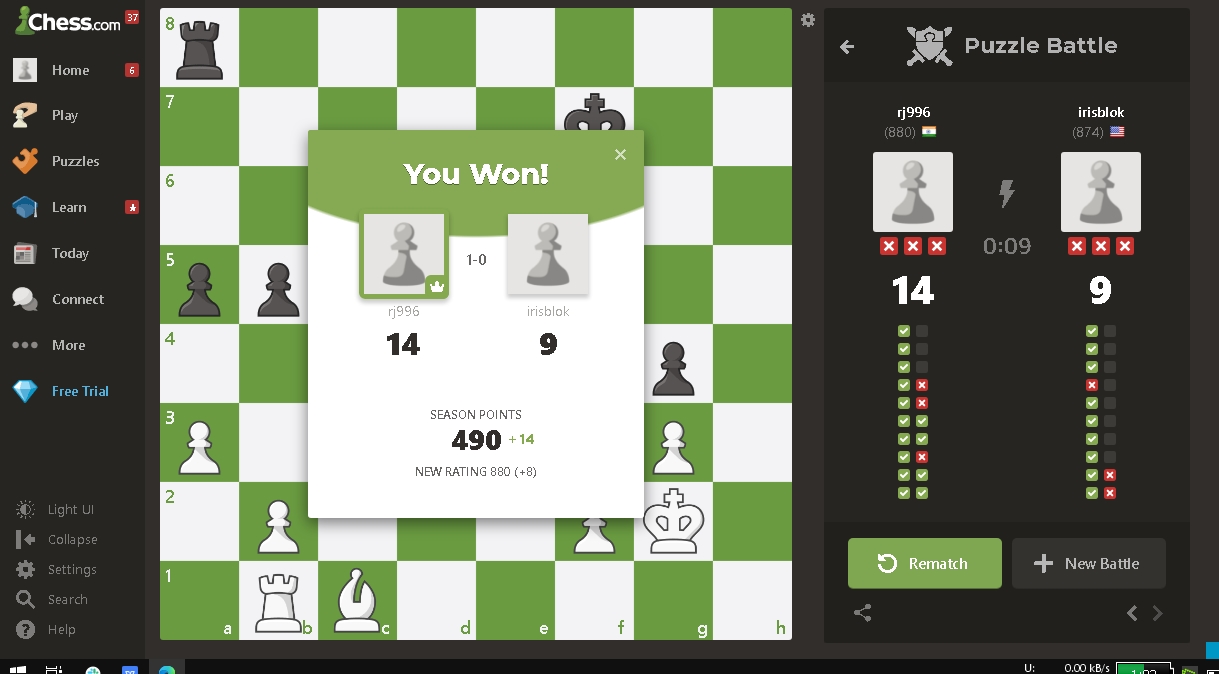 Chess.com 37
Home 6
Play
Puzzles
Learn
Today
Connect
More
Free Trial
Light UI
Collapse
Settings
Search
Help
8
7
6
5
4
3
2
1
a b c d e f g h
You Won!
1-0
rj996 irisblok
14 9
SEASON POINTS
490 +14
NEW RATING 880 (+8)
Puzzle Battle
rj996 irisblok
(880) (874)
0:09
14 9
Rematch New Battle
U: 0.00 kB/s